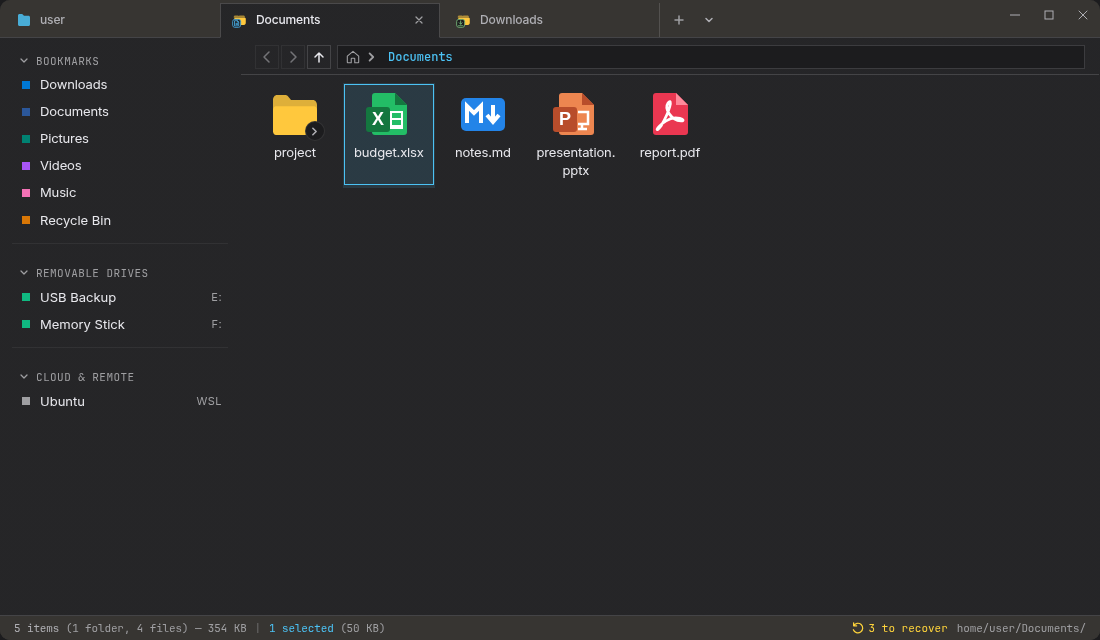 user
Documents
Downloads
Documents
BOOKMARKS
Downloads
Documents
Pictures
Videos
Music
Recycle Bin
REMOVABLE DRIVES
USB Backup E:
Memory Stick F:
CLOUD & REMOTE
Ubuntu WSL
project
X
budget.xlsx
M
notes.md
P
presentation.
pptx
report.pdf
5 items (1 folder, 4 files) — 354 KB | 1 selected (50 KB)
3 to recover home/user/Documents/